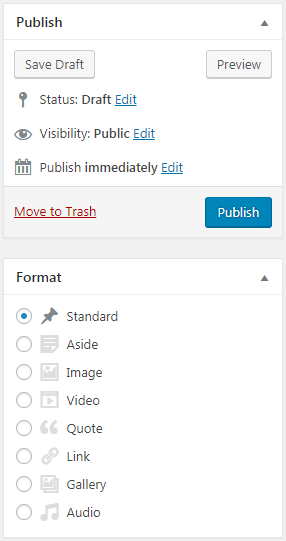 Publish
Save Draft Preview
Status: Draft Edit
Visibility: Public Edit
Publish immediately Edit
Move to Trash Publish
Format
Standard
Aside
Image
Video
Quote
Link
Gallery
Audio